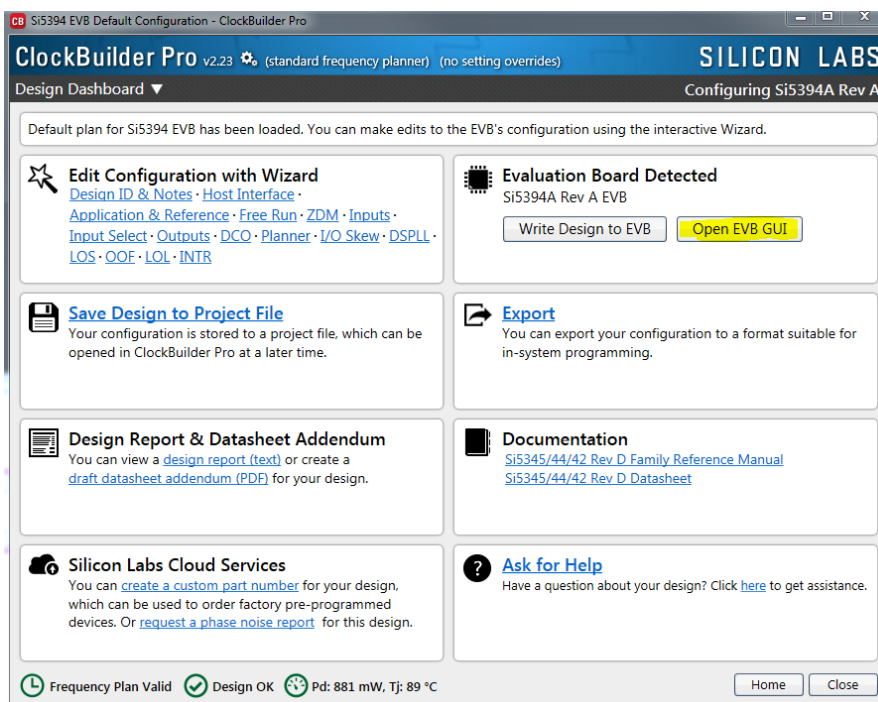 CB Si5394 EVB Default Configuration - ClockBuilder Pro
ClockBuilder Pro v2.23 (standard frequency planner) (no setting overrides) SILICON LABS
Design Dashboard ▼ Configuring Si5394A Rev A
Default plan for Si5394 EVB has been loaded. You can make edits to the EVB's configuration using the interactive Wizard.
Edit Configuration with Wizard
Design ID & Notes · Host Interface ·
Application & Reference · Free Run · ZDM · Inputs ·
Input Select · Outputs · DCO · Planner · I/O Skew · DSPLL ·
LOS · OOF · LOL · INTR
Evaluation Board Detected
Si5394A Rev A EVB
Write Design to EVB Open EVB GUI
Save Design to Project File
Your configuration is stored to a project file, which can be
opened in ClockBuilder Pro at a later time.
Export
You can export your configuration to a format suitable for
in-system programming.
Design Report & Datasheet Addendum
You can view a design report (text) or create a
draft datasheet addendum (PDF) for your design.
Documentation
Si5345/44/42 Rev D Family Reference Manual
Si5345/44/42 Rev D Datasheet
Silicon Labs Cloud Services
You can create a custom part number for your design,
which can be used to order factory pre-programmed
devices. Or request a phase noise report for this design.
? Ask for Help
Have a question about your design? Click here to get assistance.
Frequency Plan Valid Design OK Pd: 881 mW, Tj: 89 °C Home Close